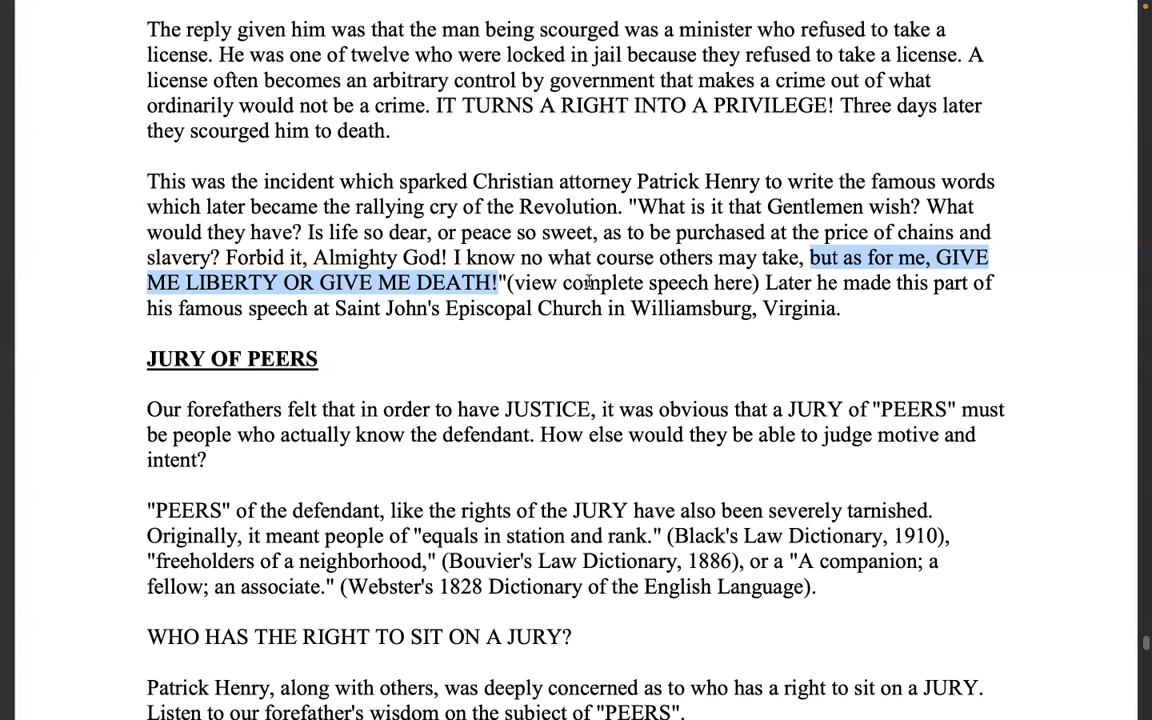 The reply given him was that the man being scourged was a minister who refused to take a
license. He was one of twelve who were locked in jail because they refused to take a license. A
license often becomes an arbitrary control by government that makes a crime out of what
ordinarily would not be a crime. IT TURNS A RIGHT INTO A PRIVILEGE! Three days later
they scourged him to death.
This was the incident which sparked Christian attorney Patrick Henry to write the famous words
which later became the rallying cry of the Revolution. "What is it that Gentlemen wish? What
would they have? Is life so dear, or peace so sweet, as to be purchased at the price of chains and
slavery? Forbid it, Almighty God! I know no what course others may take, but as for me, GIVE
ME LIBERTY OR GIVE ME DEATH!"(view complete speech here) Later he made this part of
his famous speech at Saint John's Episcopal Church in Williamsburg, Virginia.
JURY OF PEERS
Our forefathers felt that in order to have JUSTICE, it was obvious that a JURY of "PEERS" must
be people who actually know the defendant. How else would they be able to judge motive and
intent?
"PEERS" of the defendant, like the rights of the JURY have also been severely tarnished.
Originally, it meant people of "equals in station and rank." (Black's Law Dictionary, 1910),
"freeholders of a neighborhood," (Bouvier's Law Dictionary, 1886), or a "A companion; a
fellow; an associate." (Webster's 1828 Dictionary of the English Language).
WHO HAS THE RIGHT TO SIT ON A JURY?
Patrick Henry, along with others, was deeply concerned as to who has a right to sit on a JURY.
Listen to our forefather's wisdom on the subject of "PEERS".